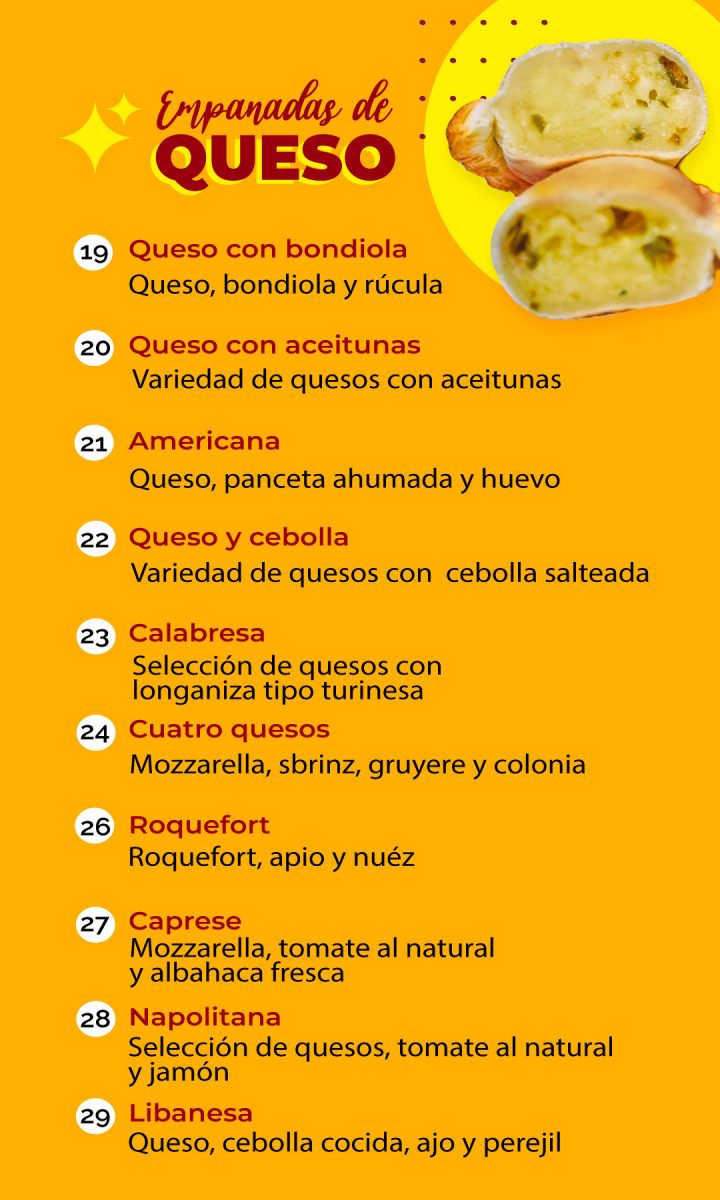 Empanadas de
QUESO
19 Queso con bondiola
Queso, bondiola y rúcula
20 Queso con aceitunas
Variedad de quesos con aceitunas
21 Americana
Queso, panceta ahumada y huevo
22 Queso y cebolla
Variedad de quesos con cebolla salteada
23 Calabresa
Selección de quesos con
longaniza tipo turinesa
24 Cuatro quesos
Mozzarella, sbrinz, gruyere y colonia
26 Roquefort
Roquefort, apio y nuéz
27 Caprese
Mozzarella, tomate al natural
y albahaca fresca
28 Napolitana
Selección de quesos, tomate al natural
y jamón
29 Libanesa
Queso, cebolla cocida, ajo y perejil